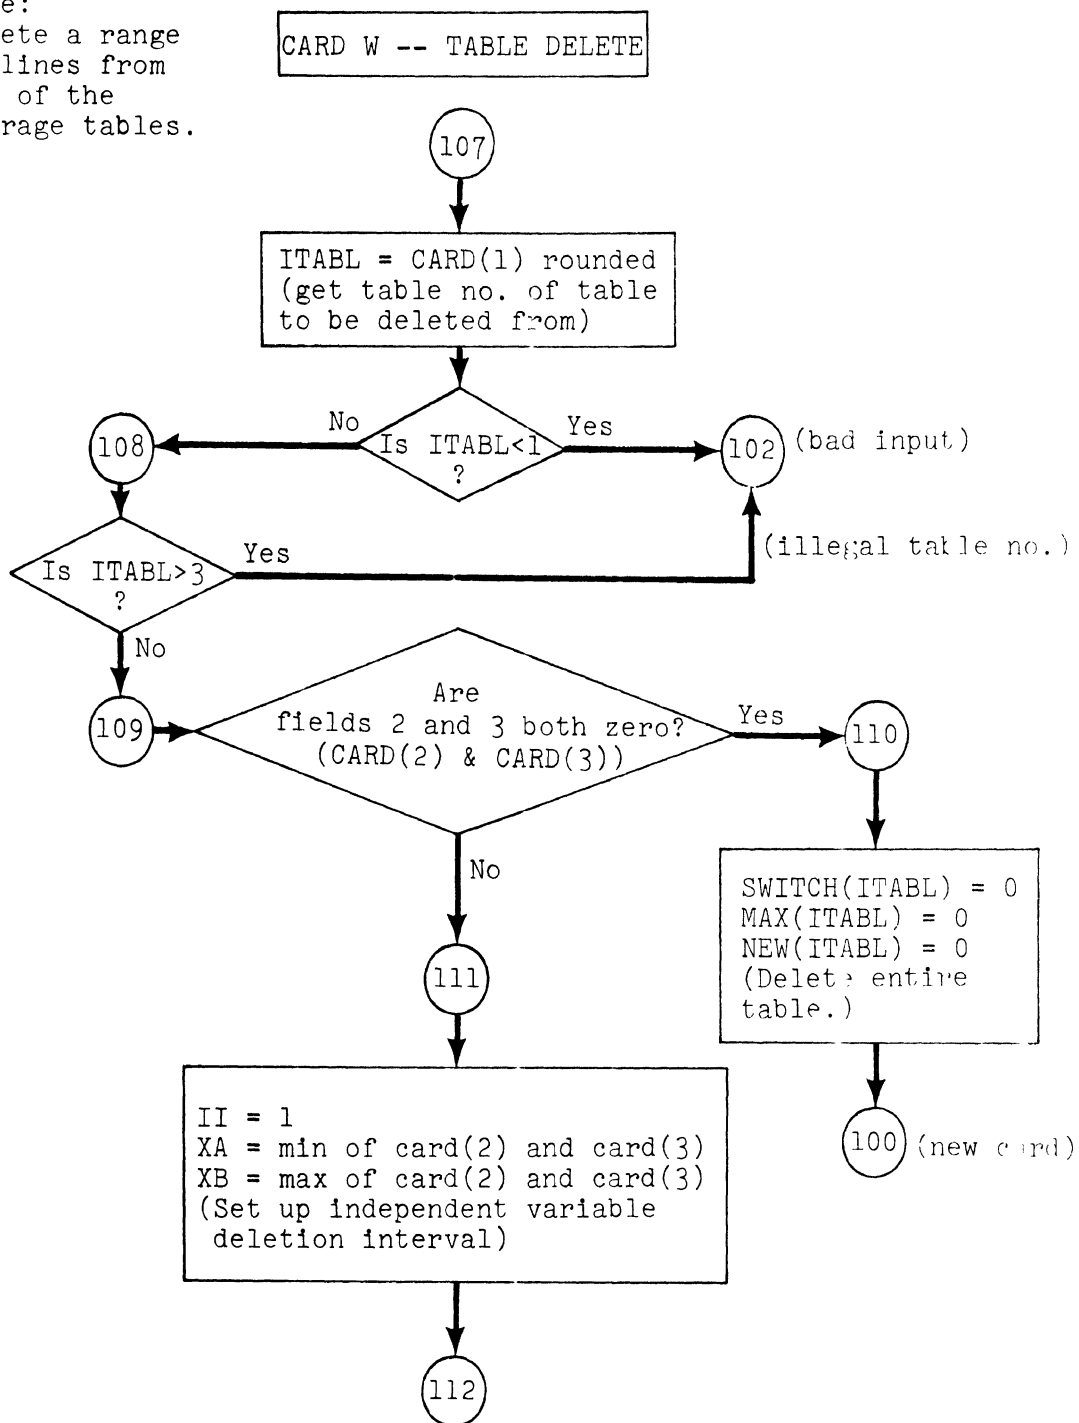 e:
ete a range
lines from
of the
rage tables.
CARD W -- TABLE DELETE
107
ITABL = CARD(1) rounded
(get table no. of table
to be deleted from)
No
Is ITABL<1
?
Yes
108
102
(bad input)
Is ITABL>3
?
Yes
(illegal table no.)
No
109
Are
fields 2 and 3 both zero?
(CARD(2) & CARD(3))
Yes
110
No
SWITCH(ITABL) = 0
MAX(ITABL) = 0
NEW(ITABL) = 0
(Delete entire
table.)
111
100
(new card)
II = 1
XA = min of card(2) and card(3)
XB = max of card(2) and card(3)
(Set up independent variable
deletion interval)
112